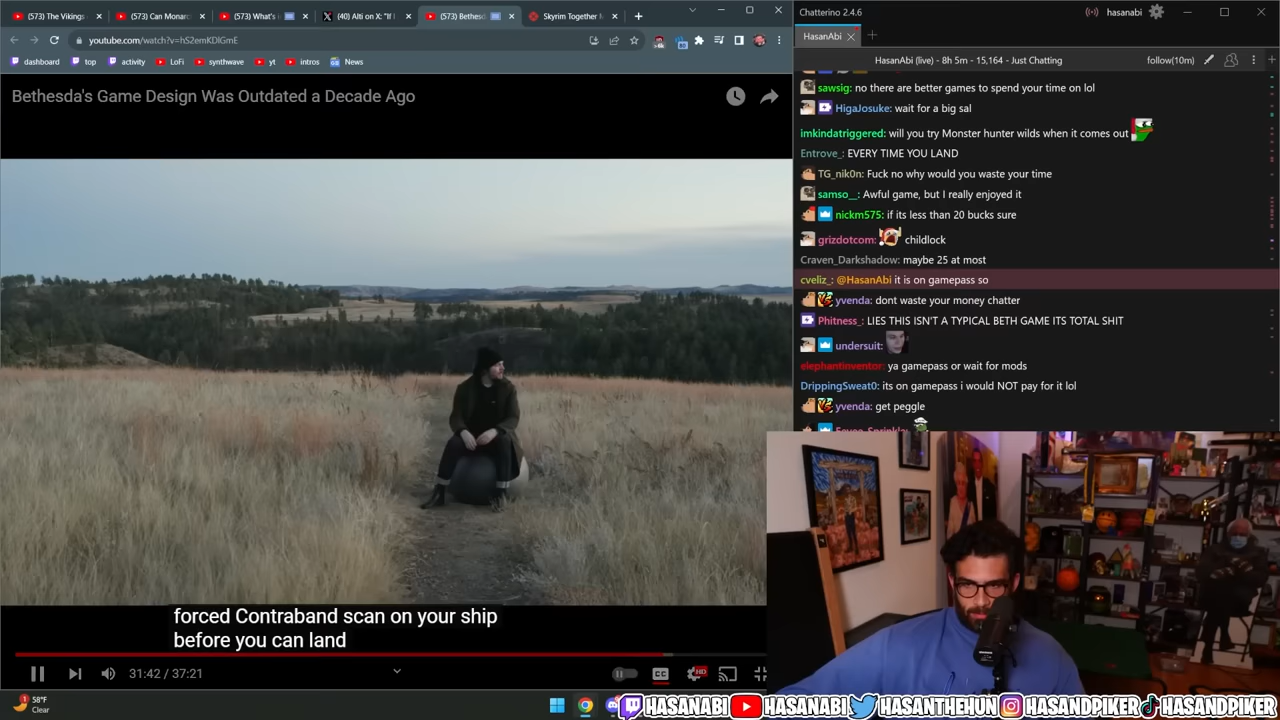 (573) The Vikings
(573) Can Monar
(573) What's i
(40) Alti on X: "If I
(573) Bethesd
Skyrim Together M
youtube.com/watch?v=hS2emKDlGmE
dashboard
top
activity
LoFi
synthwave
yt
intros
News
Bethesda's Game Design Was Outdated a Decade Ago
forced Contraband scan on your ship
before you can land
31:42 / 37:21
CC
HD
58°F
Clear
Chatterino 2.4.6
hasanabi
HasanAbi
HasanAbi (live) - 8h 5m - 15,164 - Just Chatting
follow(10m)
sawsig: no there are better games to spend your time on lol
HigaJosuke: wait for a big sal
imkindatriggered: will you try Monster hunter wilds when it comes out
Entrove_: EVERY TIME YOU LAND
TG_nik0n: Fuck no why would you waste your time
samso__: Awful game, but I really enjoyed it
nickm575: if its less than 20 bucks sure
grizdotcom: childlock
Craven_Darkshadow: maybe 25 at most
cveliz_: @HasanAbi it is on gamepass so
yvenda: dont waste your money chatter
Phitness_: LIES THIS ISN'T A TYPICAL BETH GAME ITS TOTAL SHIT
undersuit:
elephantinventor: ya gamepass or wait for mods
DrippingSweat0: its on gamepass i would NOT pay for it lol
yvenda: get peggle
HASANABI HASANABI HASANTHEHUN HASANDPIKER HASANDPIKER